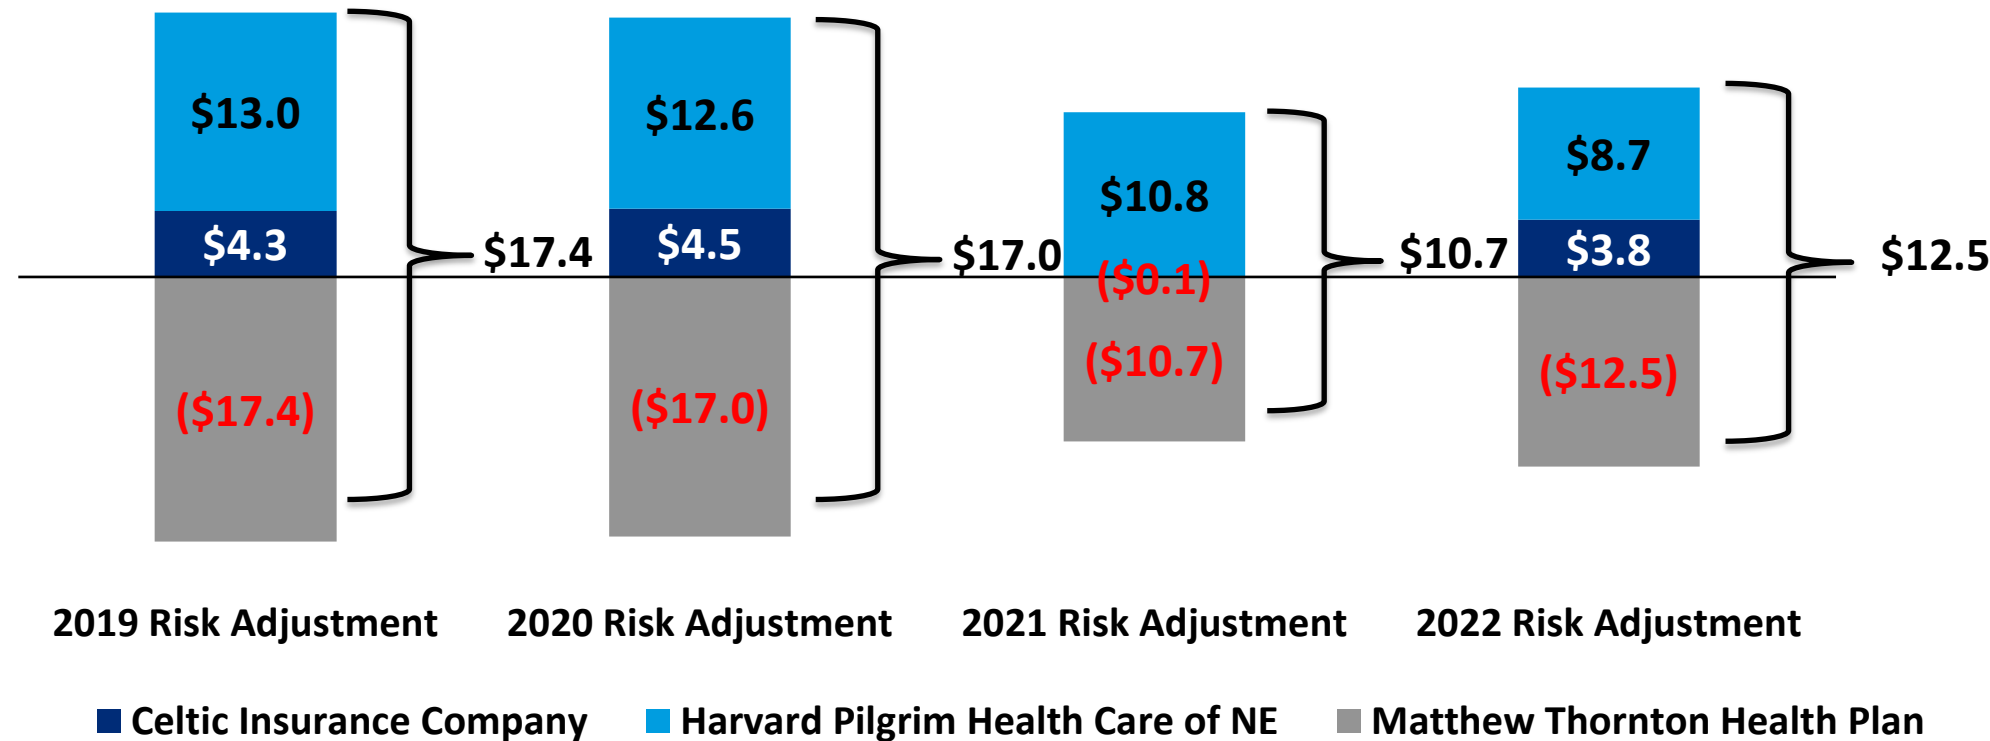 $13.0
$4.3
($17.4)
$17.4
$12.6
$4.5
($17.0)
$17.0
$10.8
($0.1)
($10.7)
$10.7
$8.7
$3.8
($12.5)
$12.5
2019 Risk Adjustment
2020 Risk Adjustment
2021 Risk Adjustment
2022 Risk Adjustment
Celtic Insurance Company
Harvard Pilgrim Health Care of NE
Matthew Thornton Health Plan